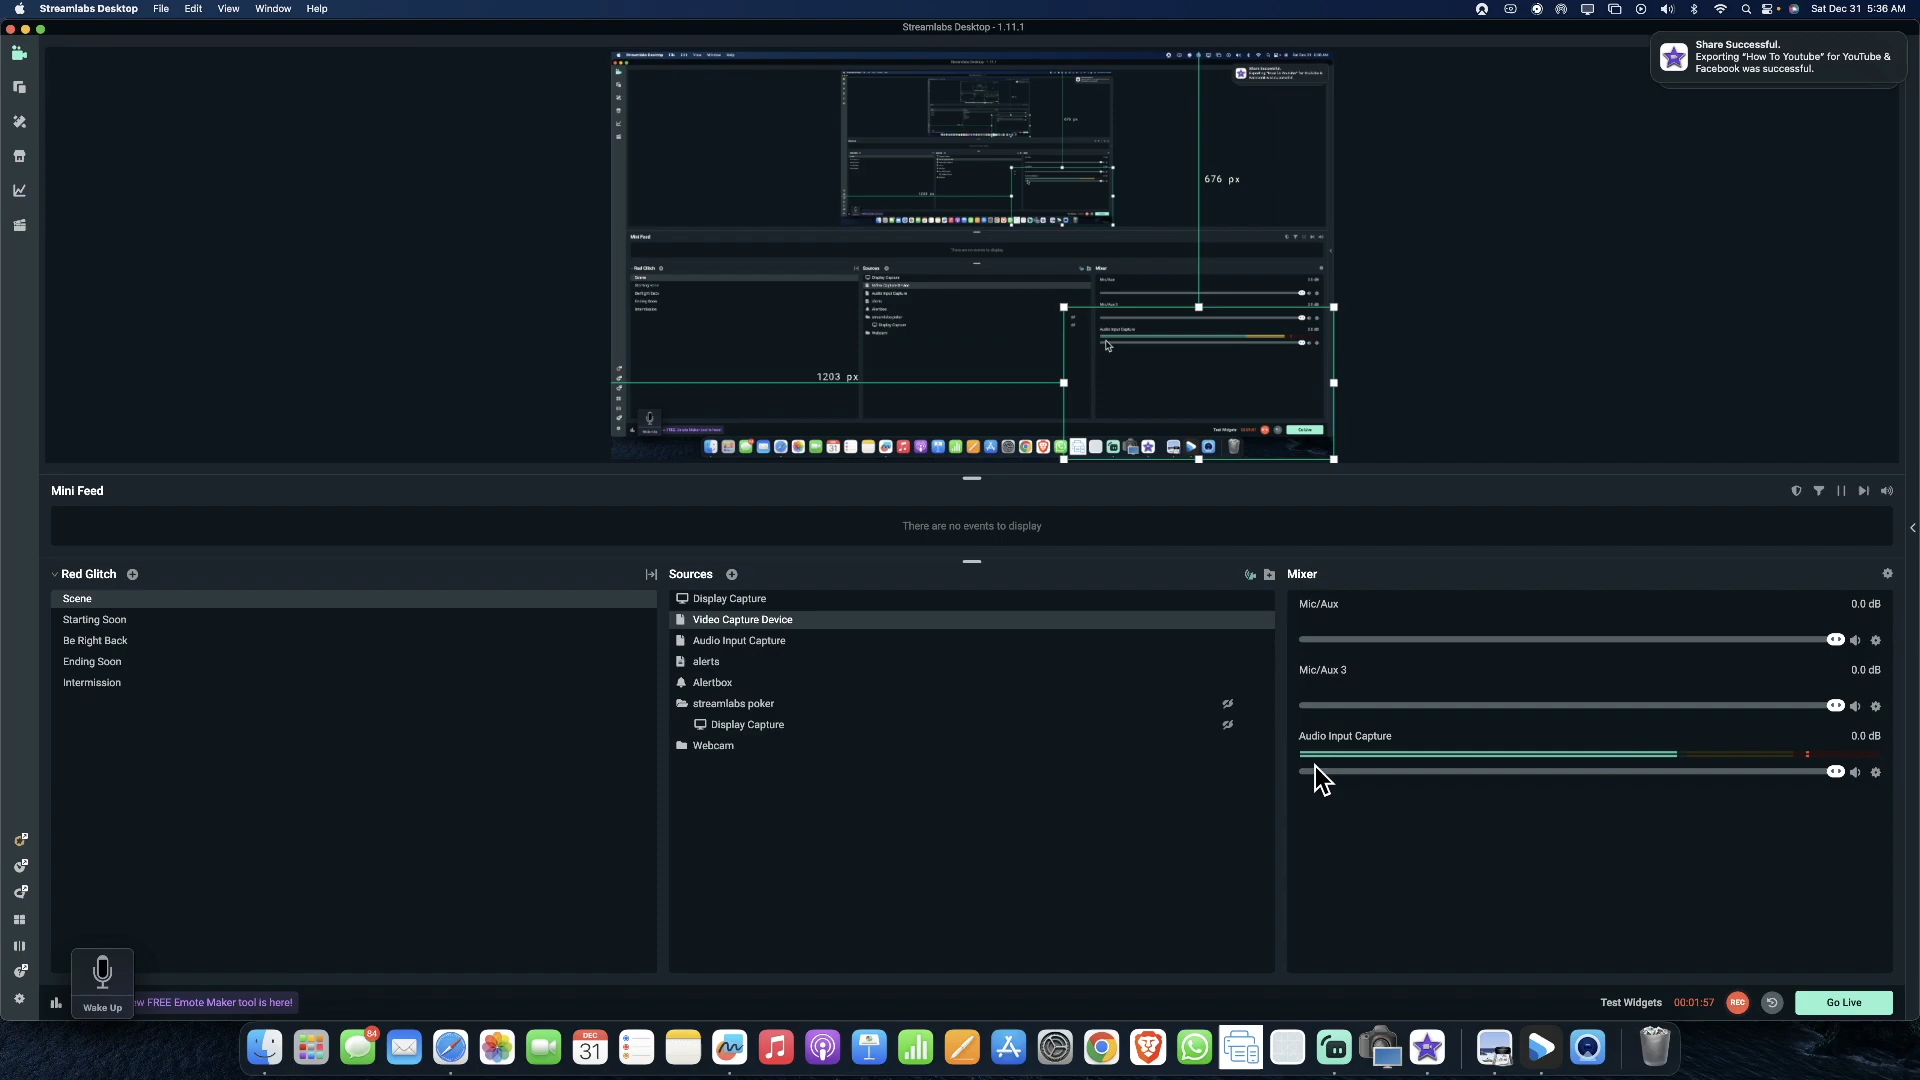 Streamlabs Desktop File Edit View Window Help
Sat Dec 31 5:36 AM
Streamlabs Desktop - 1.11.1
Share Successful.
Exporting “How To Youtube” for YouTube &
Facebook was successful.
676 px
1203 px
Mini Feed
There are no events to display
Red Glitch
Scene
Starting Soon
Be Right Back
Ending Soon
Intermission
Sources
Display Capture
Video Capture Device
Audio Input Capture
alerts
Alertbox
streamlabs poker
Display Capture
Webcam
Mixer
Mic/Aux 0.0 dB
Mic/Aux 3 0.0 dB
Audio Input Capture 0.0 dB
Wake Up
FREE Emote Maker tool is here!
Test Widgets 00:01:57 REC Go Live
84
DEC
31